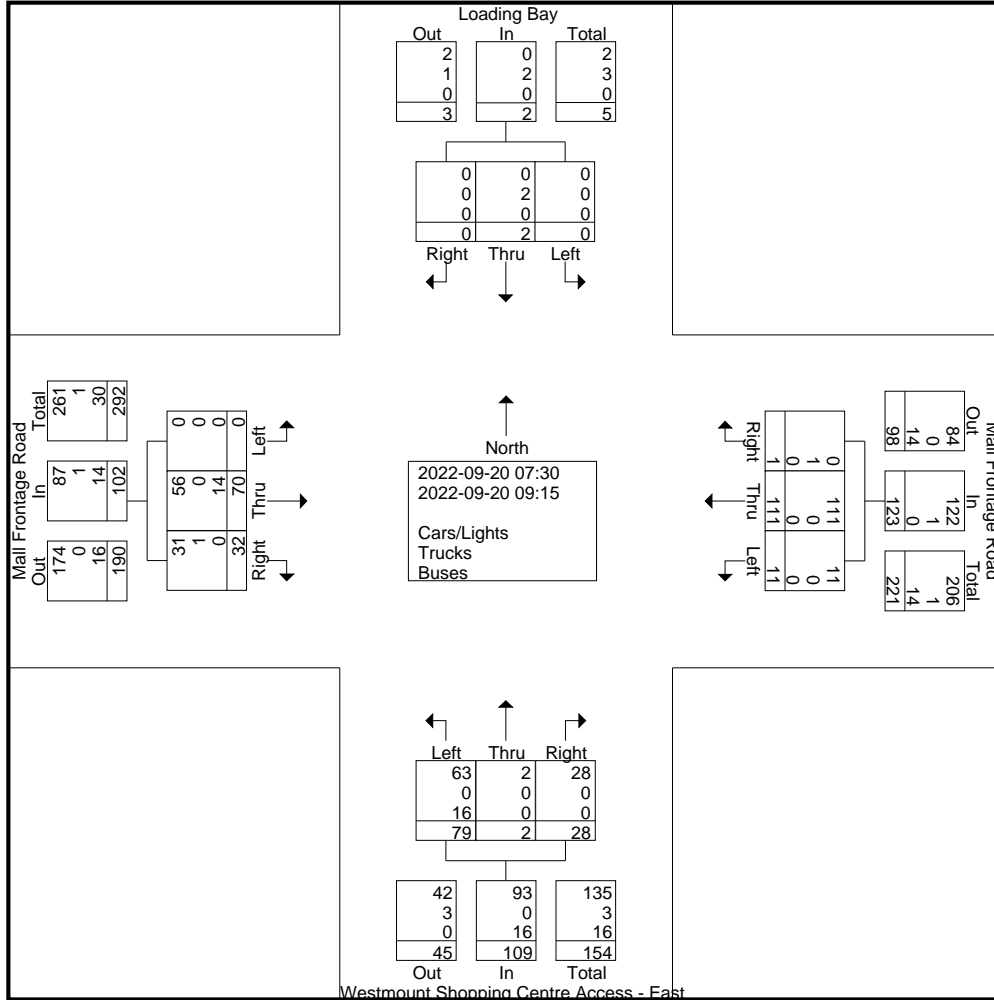 Loading Bay
Out In Total
2 0 2
1 2 3
0 0 0
3 2 5
0 0 0
0 2 0
0 0 0
0 2 0
Right Thru Left
Mall Frontage Road
Total
261 1 30 292
In
87 1 14 102
Out
174 0 16 190
0 0 0 0
Left
56 0 14 70
Thru
31 1 0 32
Right
North
2022-09-20 07:30
2022-09-20 09:15
Cars/Lights
Trucks
Buses
Right
0 1 0 1
Thru
111 0 0 111
Left
11 0 0 11
Mall Frontage Road
Out
84 0 14 98
In
122 1 0 123
Total
206 1 14 221
Left Thru Right
63 2 28
0 0 0
16 0 0
79 2 28
42 93 135
3 0 3
0 16 16
45 109 154
Out In Total
Westmount Shopping Centre Access - East